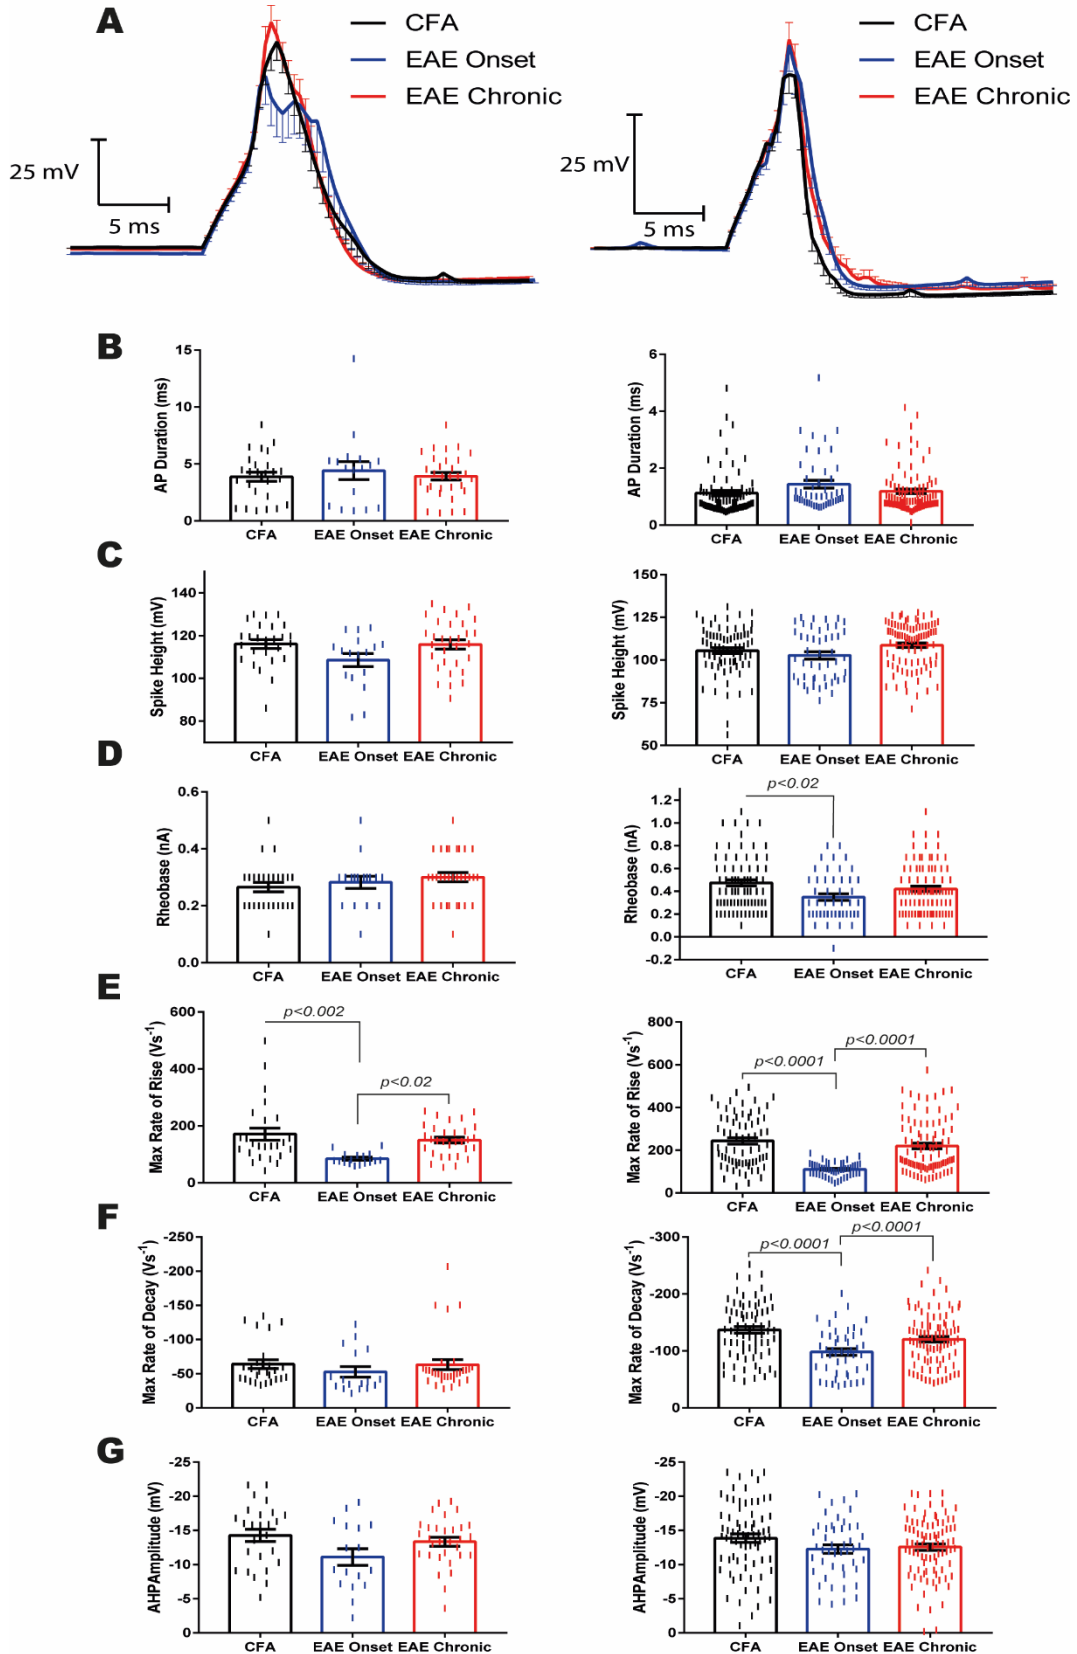 A
CFA
EAE Onset
EAE Chronic
25 mV
5 ms
CFA
EAE Onset
EAE Chronic
25 mV
5 ms
B
AP Duration (ms)
15
10
5
0
CFA
EAE Onset
EAE Chronic
AP Duration (ms)
6
4
2
0
CFA
EAE Onset
EAE Chronic
C
Spike Height (mV)
140
120
100
80
CFA
EAE Onset
EAE Chronic
Spike Height (mV)
150
125
100
75
50
CFA
EAE Onset
EAE Chronic
D
Rheobase (nA)
0.6
0.4
0.2
0.0
CFA
EAE Onset
EAE Chronic
Rheobase (nA)
1.2
1.0
0.8
0.6
0.4
0.2
0.0
-0.2
p<0.02
CFA
EAE Onset
EAE Chronic
E
Max Rate of Rise (Vs⁻¹)
600
400
200
0
p<0.002
p<0.02
CFA
EAE Onset
EAE Chronic
Max Rate of Rise (Vs⁻¹)
800
600
400
200
0
p<0.0001
p<0.0001
CFA
EAE Onset
EAE Chronic
F
Max Rate of Decay (Vs⁻¹)
-250
-200
-150
-100
-50
0
CFA
EAE Onset
EAE Chronic
Max Rate of Decay (Vs⁻¹)
-300
-200
-100
0
p<0.0001
p<0.0001
CFA
EAE Onset
EAE Chronic
G
AHPAmplitude (mV)
-25
-20
-15
-10
-5
0
CFA
EAE Onset
EAE Chronic
AHPAmplitude (mV)
-25
-20
-15
-10
-5
0
CFA
EAE Onset
EAE Chronic